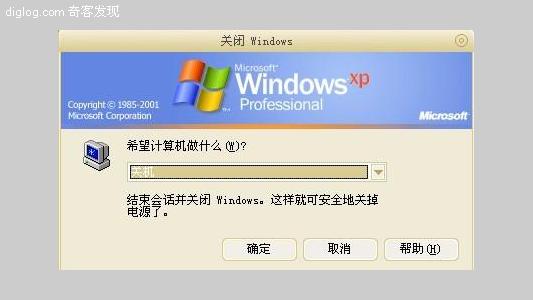 diglog.com 奇客发现
关闭 Windows
Microsoft
Windows xp
Professional
Copyright © 1985-2001
Microsoft Corporation
Microsoft
希望计算机做什么(W)?
关机
结束会话并关闭 Windows。这样就可安全地关掉
电源了。
确定
取消
帮助(H)